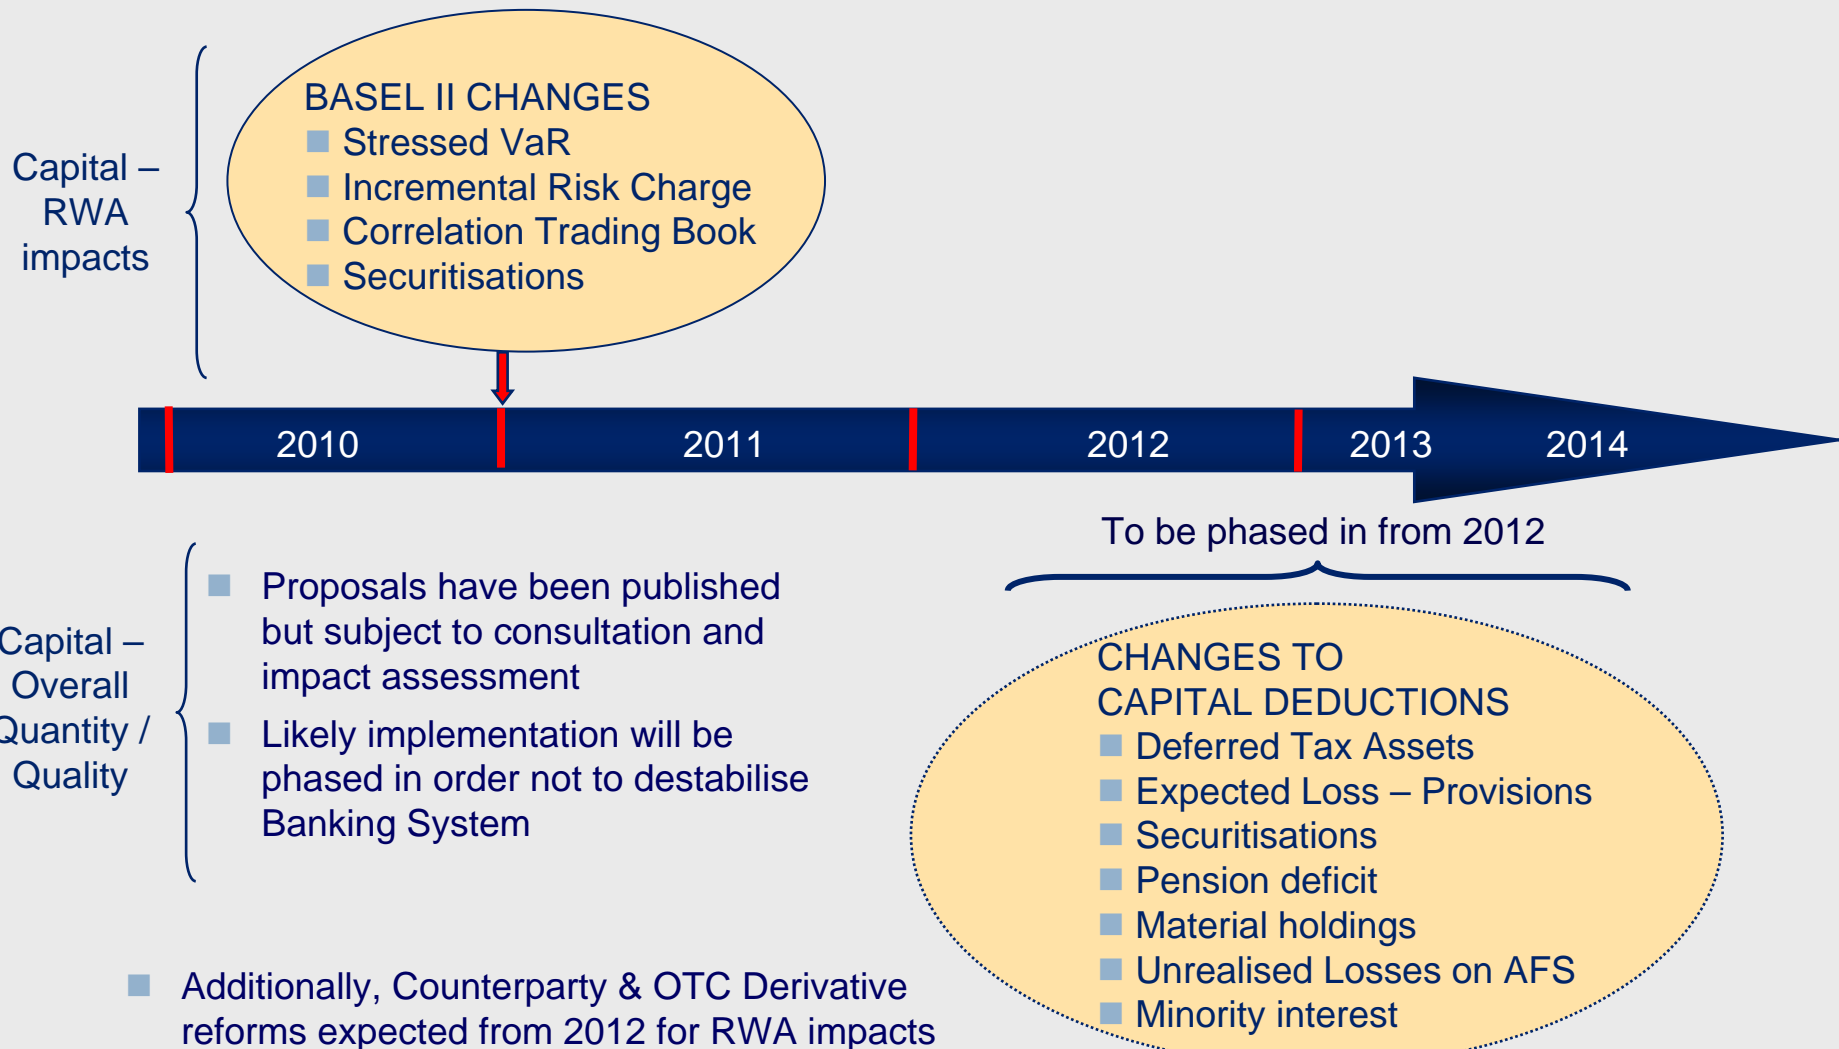 BASEL II CHANGES
Stressed VaR
Incremental Risk Charge
Correlation Trading Book
Securitisations
Capital –
RWA
impacts
2010
2011
2012
2013
2014
To be phased in from 2012
Capital –
Overall
Quantity /
Quality
Proposals have been published
but subject to consultation and
impact assessment
Likely implementation will be
phased in order not to destabilise
Banking System
CHANGES TO
CAPITAL DEDUCTIONS
Deferred Tax Assets
Expected Loss – Provisions
Securitisations
Pension deficit
Material holdings
Unrealised Losses on AFS
Minority interest
Additionally, Counterparty & OTC Derivative
reforms expected from 2012 for RWA impacts